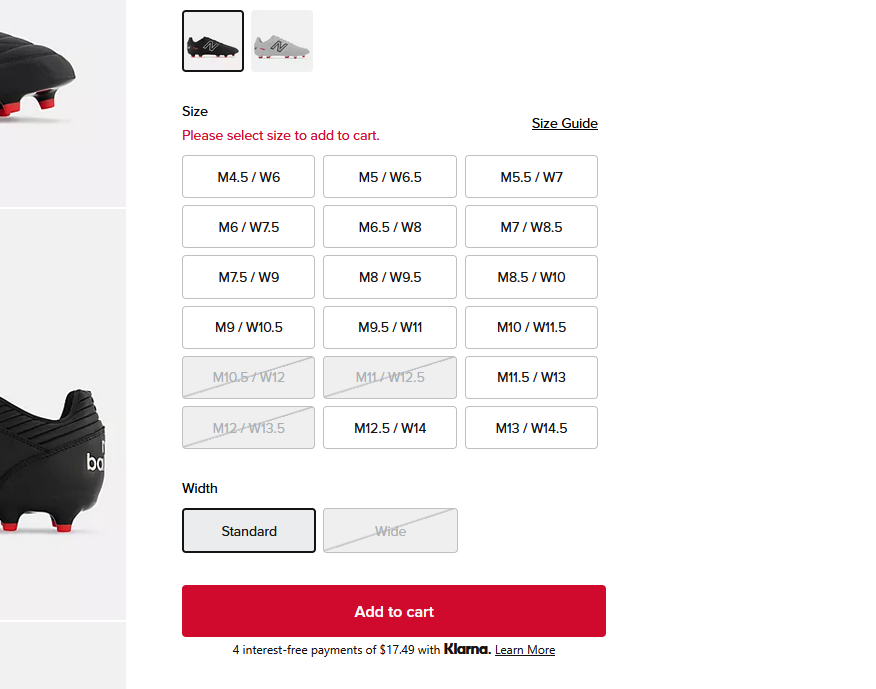 Size
Please select size to add to cart.
Size Guide
M4.5 / W6
M5 / W6.5
M5.5 / W7
M6 / W7.5
M6.5 / W8
M7 / W8.5
M7.5 / W9
M8 / W9.5
M8.5 / W10
M9 / W10.5
M9.5 / W11
M10 / W11.5
M10.5 / W12
M11 / W12.5
M11.5 / W13
M12 / W13.5
M12.5 / W14
M13 / W14.5
Width
Standard
Wide
Add to cart
4 interest-free payments of $17.49 with Klarna. Learn More